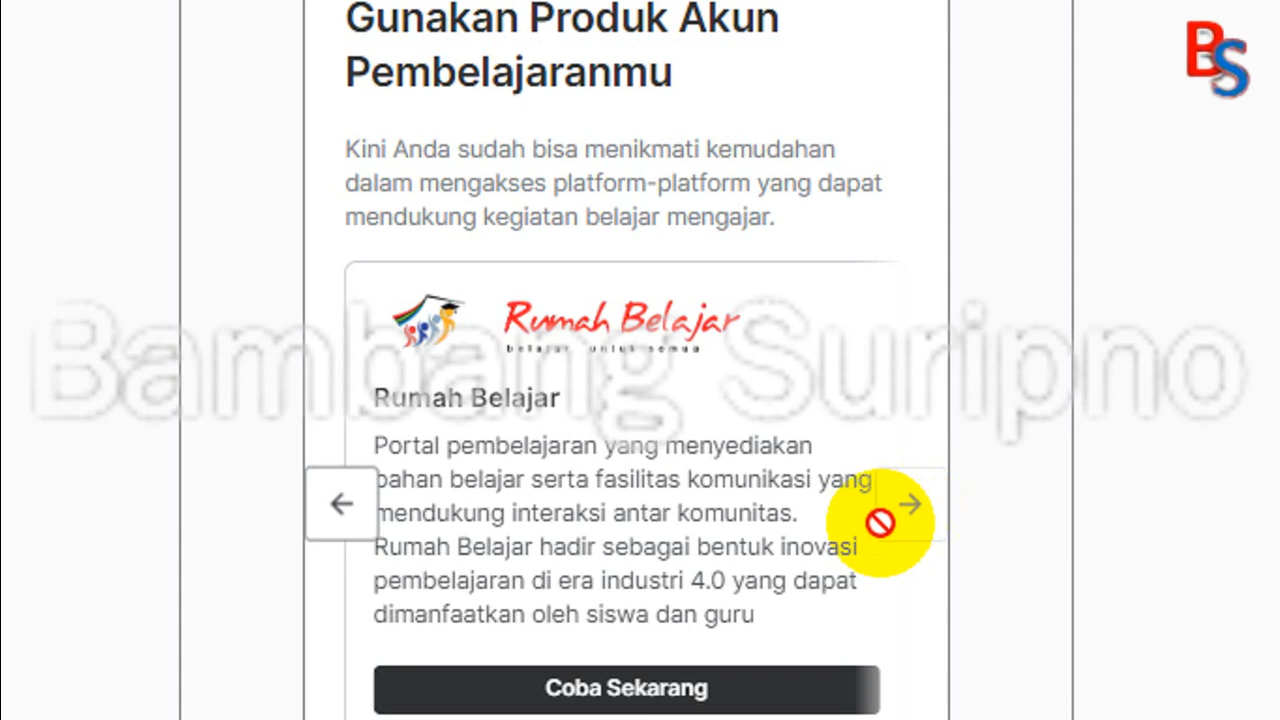 Gunakan Produk Akun
Pembelajaranmu
BS
Kini Anda sudah bisa menikmati kemudahan
dalam mengakses platform-platform yang dapat
mendukung kegiatan belajar mengajar.
Rumah Belajar
belajar untuk semua
Bambang Suripno
Rumah Belajar
Portal pembelajaran yang menyediakan
bahan belajar serta fasilitas komunikasi yang
mendukung interaksi antar komunitas.
Rumah Belajar hadir sebagai bentuk inovasi
pembelajaran di era industri 4.0 yang dapat
dimanfaatkan oleh siswa dan guru
Coba Sekarang